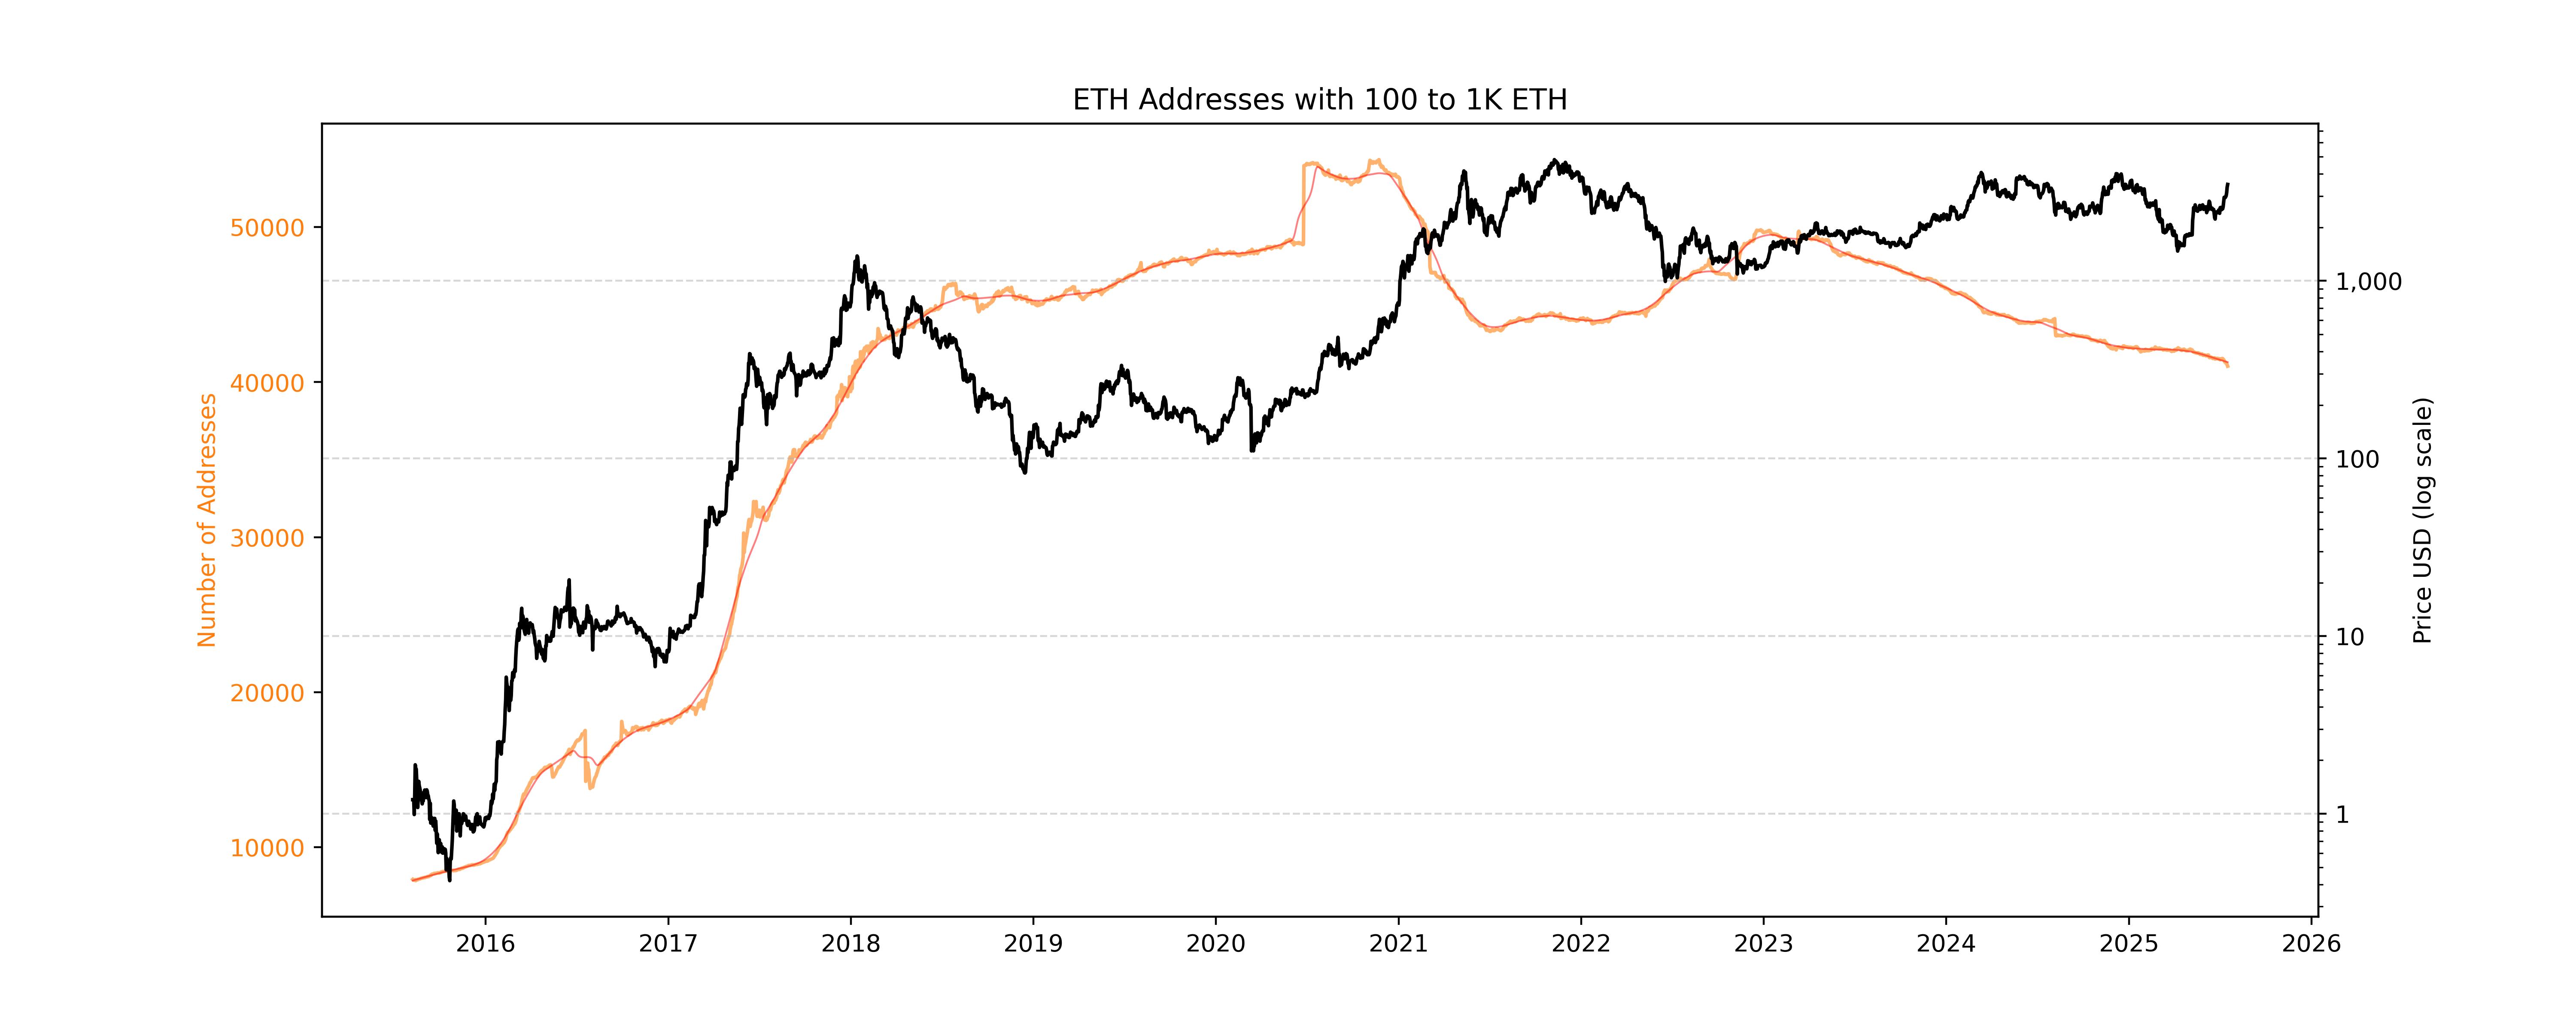 ETH Addresses with 100 to 1K ETH
Number of Addresses
50000
40000
30000
20000
10000
1,000
100
10
1
Price USD (log scale)
2016 2017 2018 2019 2020 2021 2022 2023 2024 2025 2026